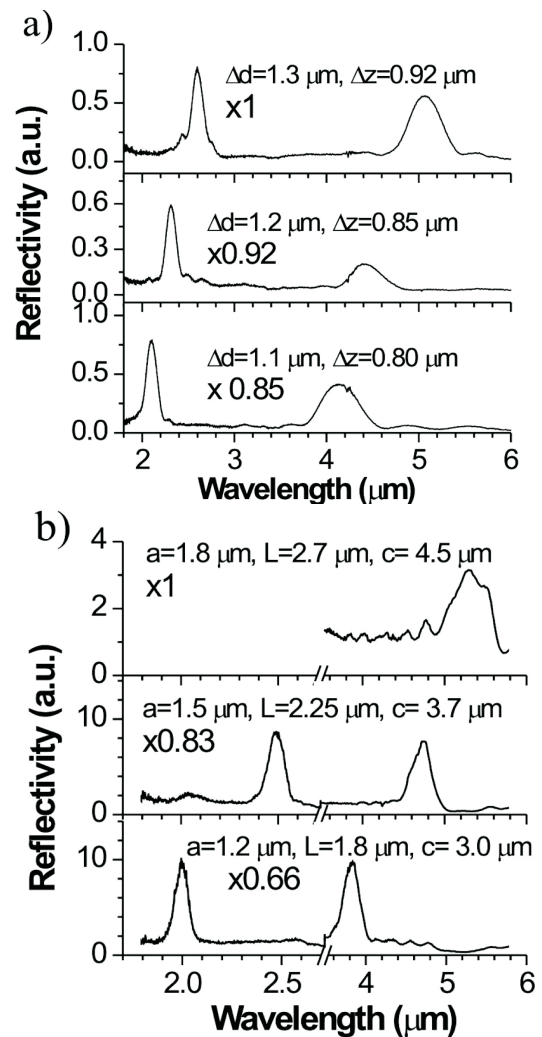 a)
1.0
Δd=1.3 μm, Δz=0.92 μm
x1
0.5
0.0
0.6
Δd=1.2 μm, Δz=0.85 μm
x0.92
0.3
0.0
1.0
Δd=1.1 μm, Δz=0.80 μm
x 0.85
0.5
0.0
Reflectivity (a.u.)
2 3 4 5 6
Wavelength (μm)
b)
4
a=1.8 μm, L=2.7 μm, c= 4.5 μm
x1
2
0
10
a=1.5 μm, L=2.25 μm, c= 3.7 μm
x0.83
0
10
a=1.2 μm, L=1.8 μm, c= 3.0 μm
x0.66
0
Reflectivity (a.u.)
2.0 2.5 4 5 6
Wavelength (μm)